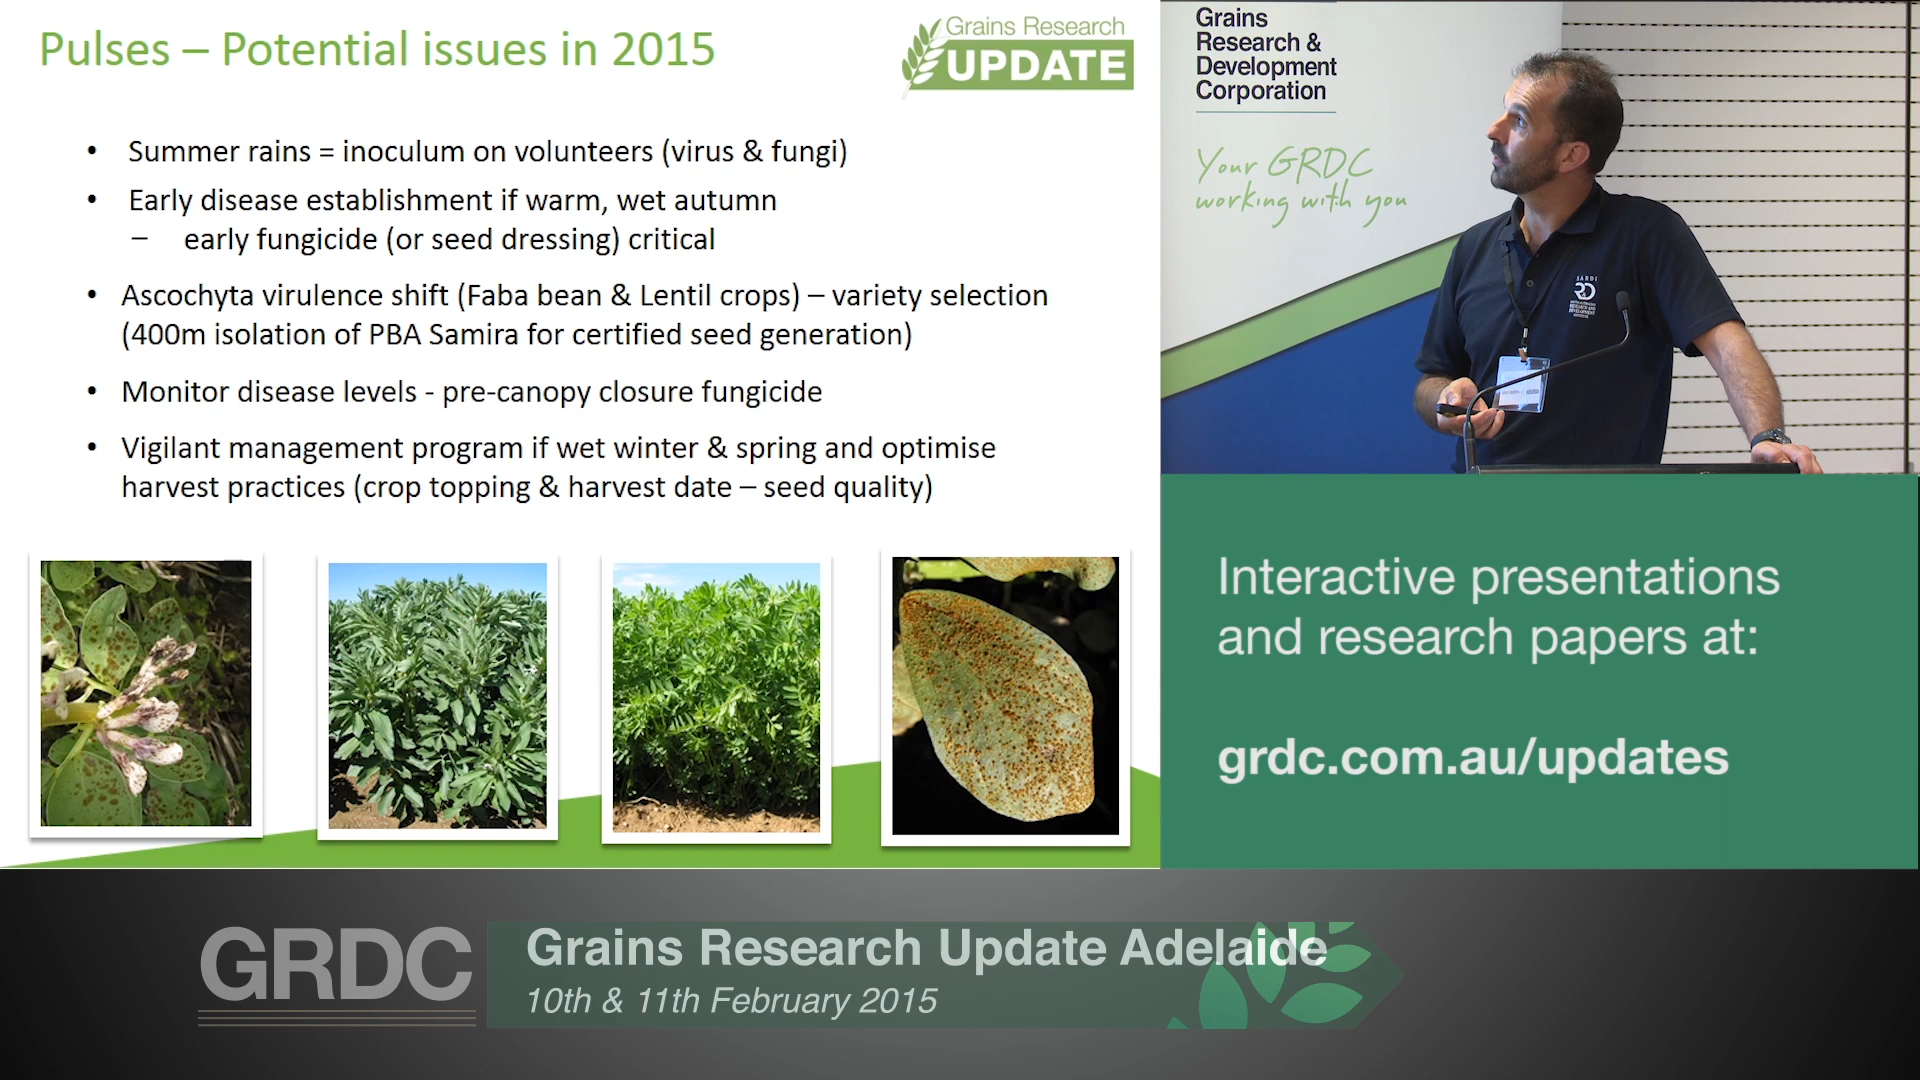 Pulses – Potential issues in 2015
Grains Research
UPDATE
• Summer rains = inoculum on volunteers (virus & fungi)
• Early disease establishment if warm, wet autumn
– early fungicide (or seed dressing) critical
• Ascochyta virulence shift (Faba bean & Lentil crops) – variety selection
(400m isolation of PBA Samira for certified seed generation)
• Monitor disease levels - pre-canopy closure fungicide
• Vigilant management program if wet winter & spring and optimise
harvest practices (crop topping & harvest date – seed quality)
Grains
Research &
Development
Corporation
Your GRDC
working with you
SARDI
Interactive presentations
and research papers at:
grdc.com.au/updates
GRDC
Grains Research Update Adelaide
10th & 11th February 2015